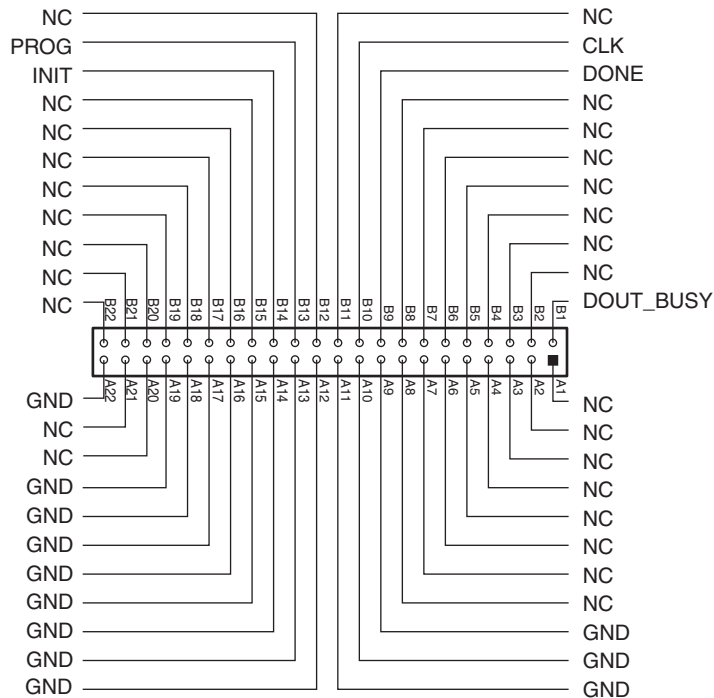 NC NC
PROG CLK
INIT DONE
NC NC
NC NC
NC NC
NC NC
NC NC
NC NC
NC NC
NC DOUT_BUSY
B22 B21 B20 B19 B18 B17 B16 B15 B14 B13 B12 B11 B10 B9 B8 B7 B6 B5 B4 B3 B2 B1
A22 A21 A20 A19 A18 A17 A16 A15 A14 A13 A12 A11 A10 A9 A8 A7 A6 A5 A4 A3 A2 A1
GND NC
NC NC
NC NC
GND NC
GND NC
GND NC
GND NC
GND NC
GND GND
GND GND
GND GND